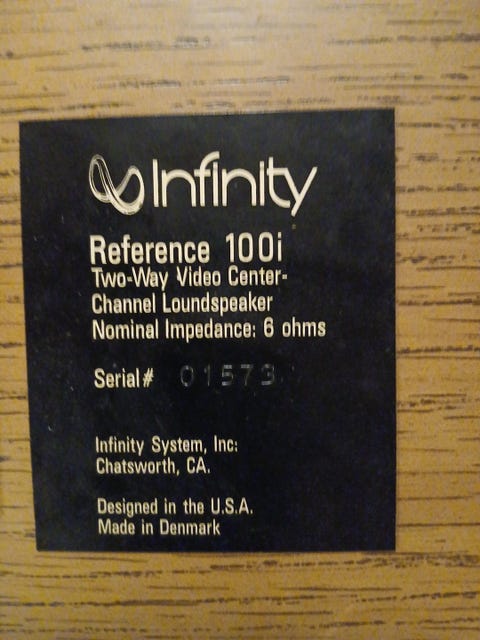 Infinity
Reference 100i
Two-Way Video Center-
Channel Loundspeaker
Nominal Impedance: 6 ohms
Serial# 01573
Infinity System, Inc:
Chatsworth, CA.
Designed in the U.S.A.
Made in Denmark